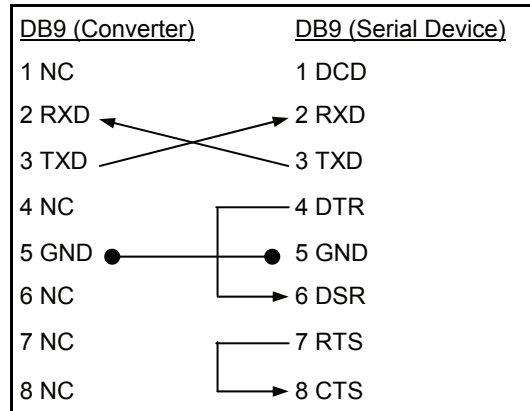 DB9 (Converter) DB9 (Serial Device)
1 NC 1 DCD
2 RXD 2 RXD
3 TXD 3 TXD
4 NC 4 DTR
5 GND 5 GND
6 NC 6 DSR
7 NC 7 RTS
8 NC 8 CTS